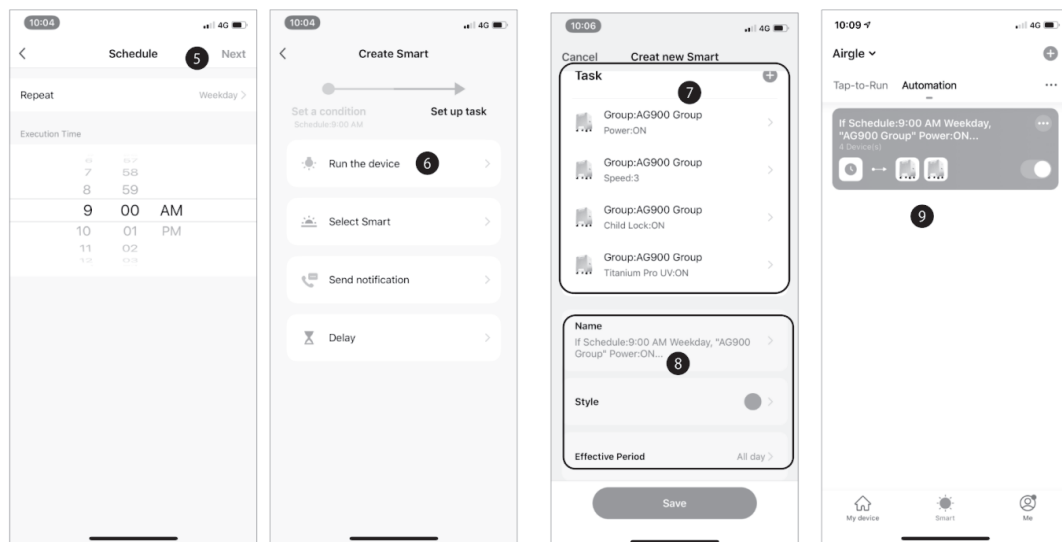 10:04
4G
Schedule
5
Next
Repeat
Weekday
Execution Time
6 57
7 58
8 59
9 00 AM
10 01 PM
11 02
12 03
10:04
4G
Create Smart
Set a condition
Set up task
Schedule:9:00 AM
Run the device
6
Select Smart
Send notification
Delay
10:06
4G
Cancel
Creat new Smart
Task
7
Group:AG900 Group
Power:ON
Group:AG900 Group
Speed:3
Group:AG900 Group
Child Lock:ON
Group:AG900 Group
Titanium Pro UV:ON
Name
If Schedule:9:00 AM Weekday, "AG900
Group" Power:ON...
8
Style
Effective Period
All day
Save
10:09
4G
Airgle
Tap-to-Run
Automation
If Schedule:9:00 AM Weekday,
"AG900 Group" Power:ON...
4 Device(s)
9
My device
Smart
Me